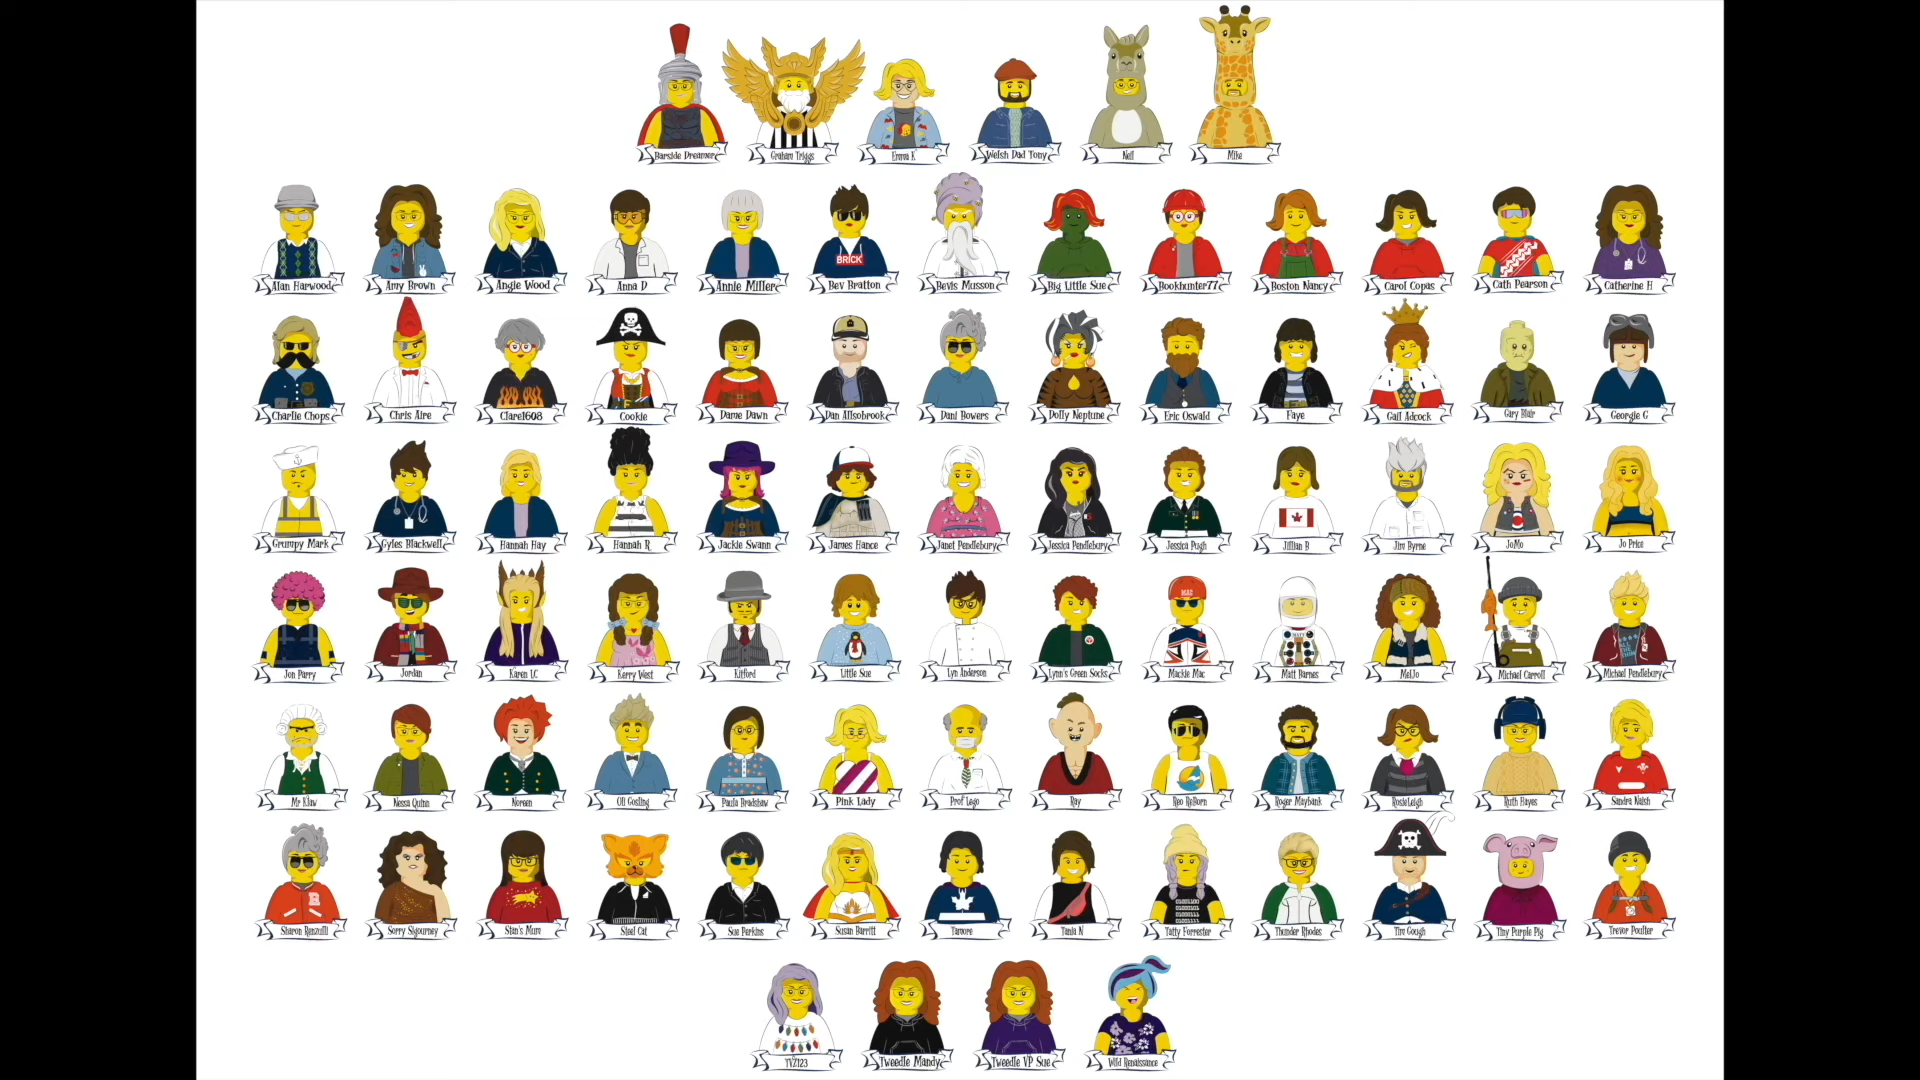 Barside Dreamer
Graham Triggs
Emma K
Welsh Dad Tony
Neil
Mike
Alan Harwood
Amy Brown
Angie Wood
Anna D
Annie Miller
BRICK
Bev Bratton
Bevis Musson
Big Little Sue
Bookhunter77
Boston Nancy
Carol Copas
Cath Pearson
Catherine H
Charlie Chops
Chris Aire
Clare1608
Cookie
Dame Dawn
Dan Allsobrook
Dani Bowers
Dolly Neptune
Eric Oswald
Faye
Gail Adcock
Gary Blair
Georgie G
Grumpy Mark
Gyles Blackwell
Hannah Hay
Hannah R
Jackie Swann
James Hance
Janet Pendlebury
Jessica Pendlebury
Jessica Pugh
Jillian B
Jim Byrne
JoMo
Jo Price
Jon Parry
Jordan
Karen LC
Kerry West
Kitford
Little Sue
Lyn Anderson
Lynn's Green Socks
MAC
Mackie Mac
Matt Barnes
MelJo
Michael Carroll
Michael Pendlebury
Mr Klaw
Nessa Quinn
Noreen
Oli Gosling
Paula Bradshaw
Pink Lady
Prof Lego
Ray
Reo ReBorn
Roger Maybank
RosieLeigh
Ruth Hayes
Sandra Walsh
R
Sharon Renzulli
Sorry Sigourney
Stan's Mum
Steel Cat
Sue Perkins
Susan Barritt
Tamore
Tania N
Tatty Forrester
Thunder Rhodes
Tim Gough
Tiny Purple Pig
Trevor Poulter
YVZ123
Tweedle Mandy
Tweedle VP Sue
Wild Renaissance